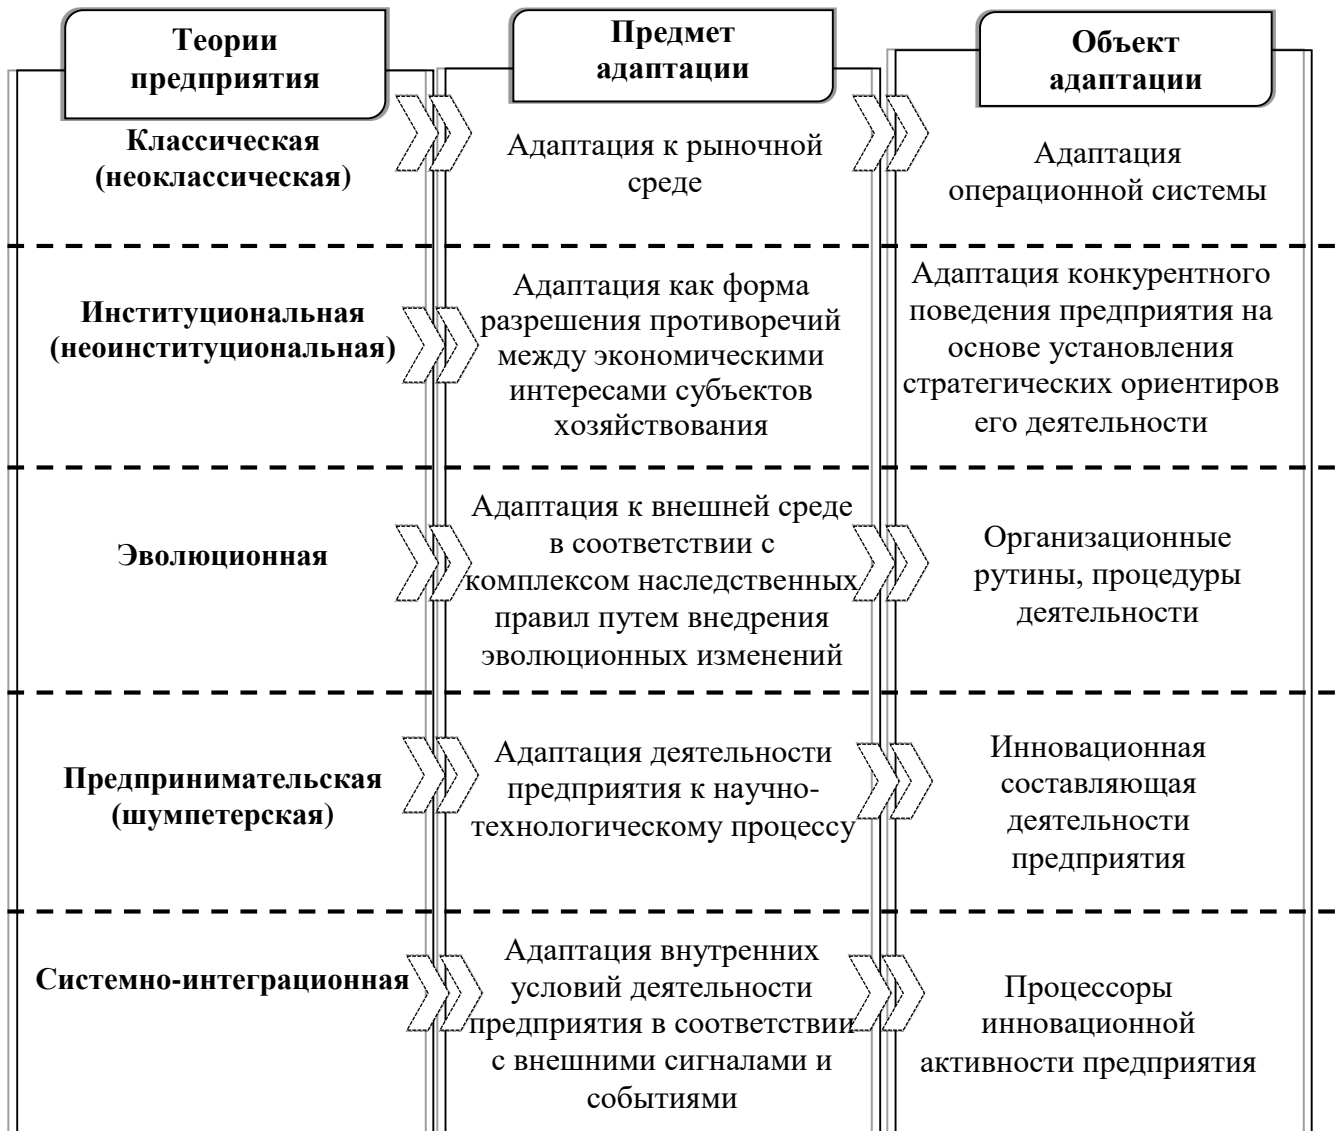 Теории
предприятия
Предмет
адаптации
Объект
адаптации
Классическая
(неоклассическая)
Адаптация к рыночной
среде
Адаптация
операционной системы
Институциональная
(неоинституциональная)
Адаптация как форма
разрешения противоречий
между экономическими
интересами субъектов
хозяйствования
Адаптация конкурентного
поведения предприятия на
основе установления
стратегических ориентиров
его деятельности
Эволюционная
Адаптация к внешней среде
в соответствии с
комплексом наследственных
правил путем внедрения
эволюционных изменений
Организационные
рутины, процедуры
деятельности
Предпринимательская
(шумпетерская)
Адаптация деятельности
предприятия к научно-
технологическому процессу
Инновационная
составляющая
деятельности
предприятия
Системно-интеграционная
Адаптация внутренних
условий деятельности
предприятия в соответствии
с внешними сигналами и
событиями
Процессоры
инновационной
активности предприятия